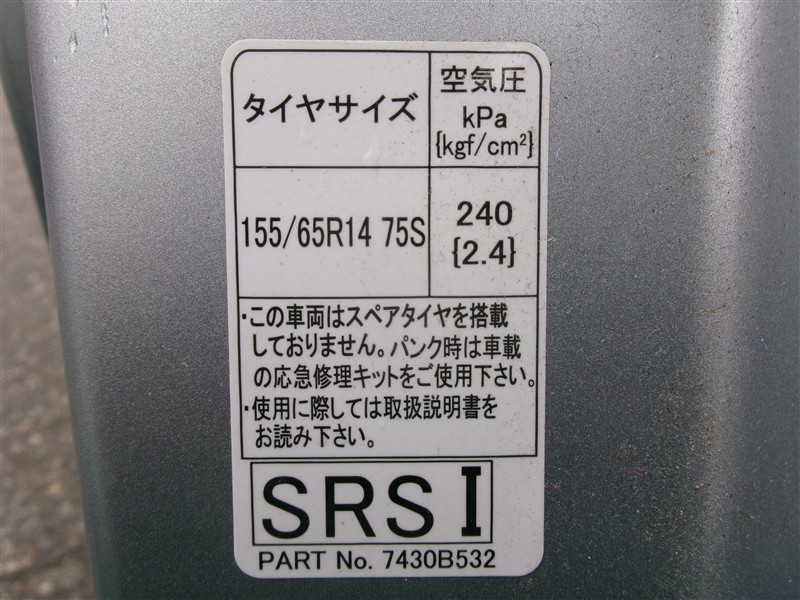 タイヤサイズ
空気圧
kPa
{kgf/cm²}
155/65R14 75S
240
{2.4}
・この車両はスペアタイヤを搭載
しておりません。パンク時は車載
の応急修理キットをご使用下さい。
・使用に際しては取扱説明書を
お読み下さい。
SRS I
PART No. 7430B532